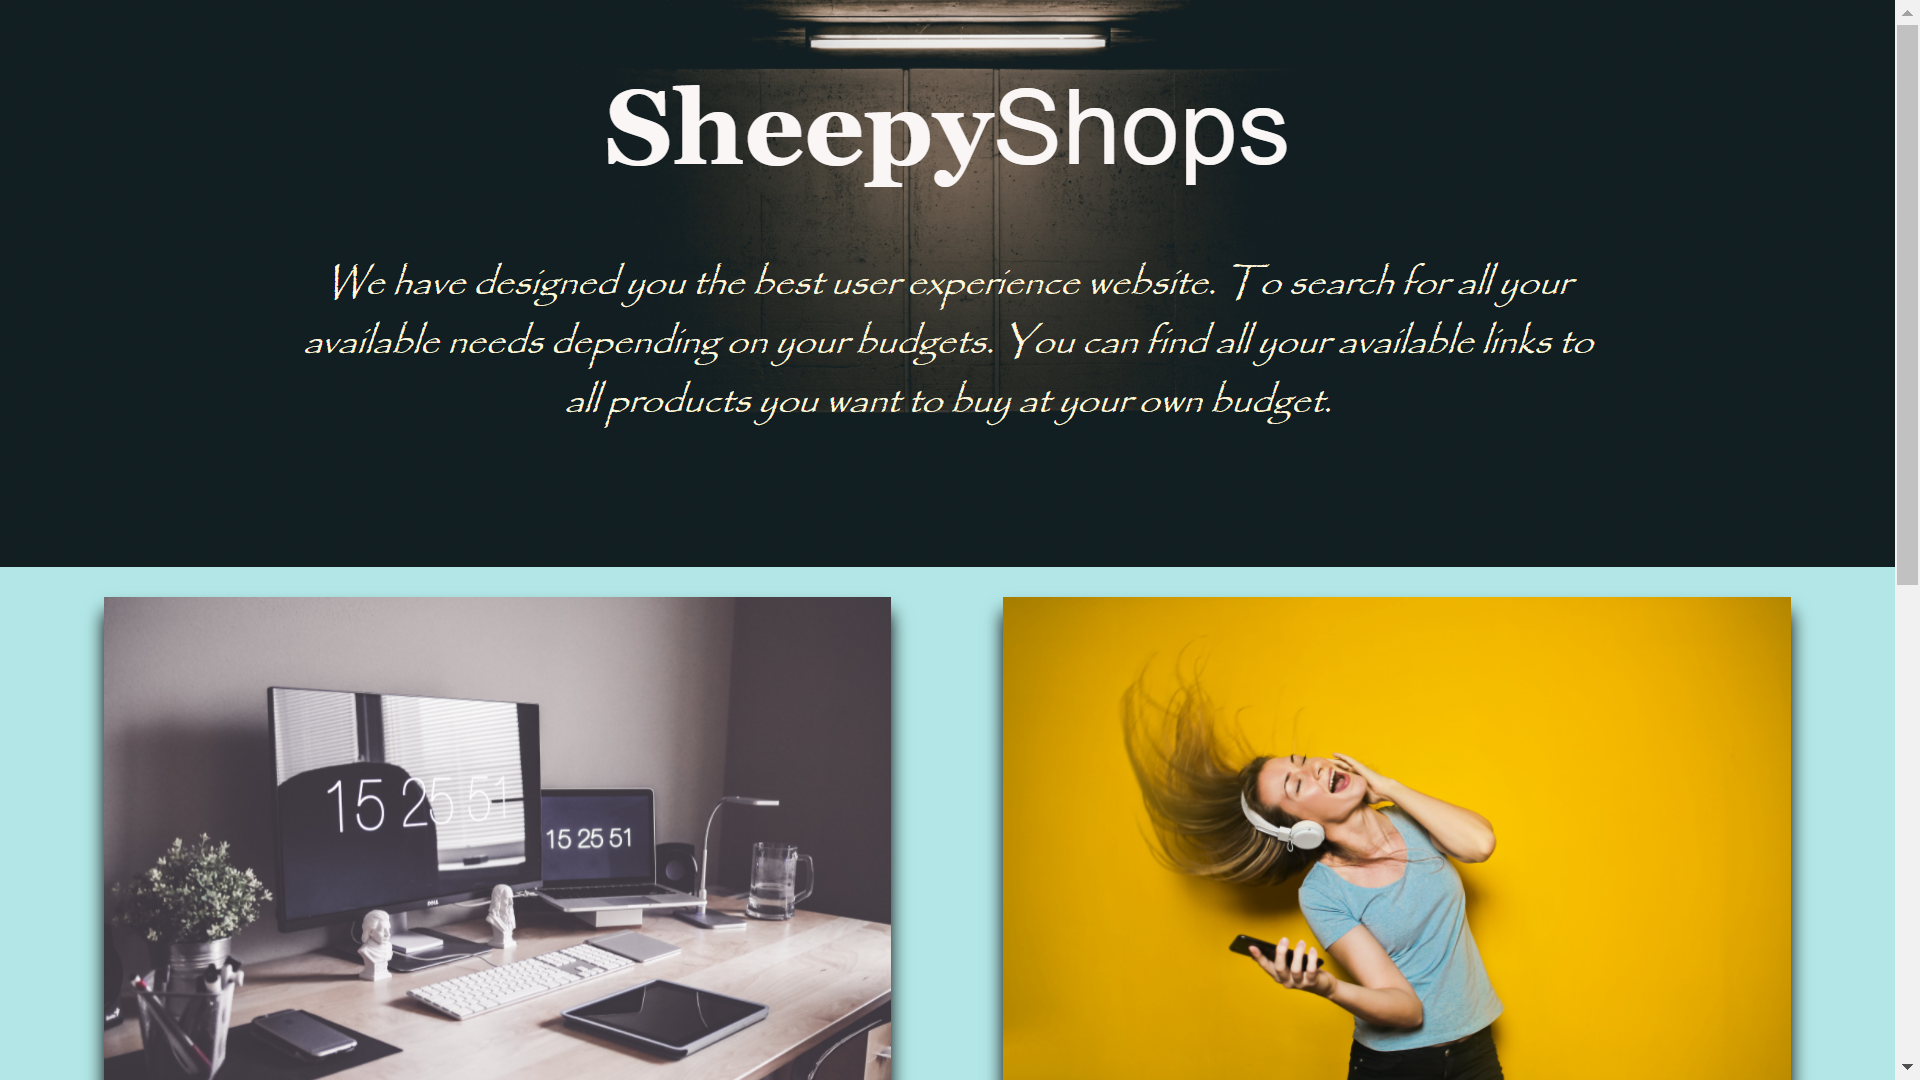 SheepyShops
We have designed you the best user experience website. To search for all your
available needs depending on your budgets. You can find all your available links to
all products you want to buy at your own budget.
15 25 51
15 25 51
DELL